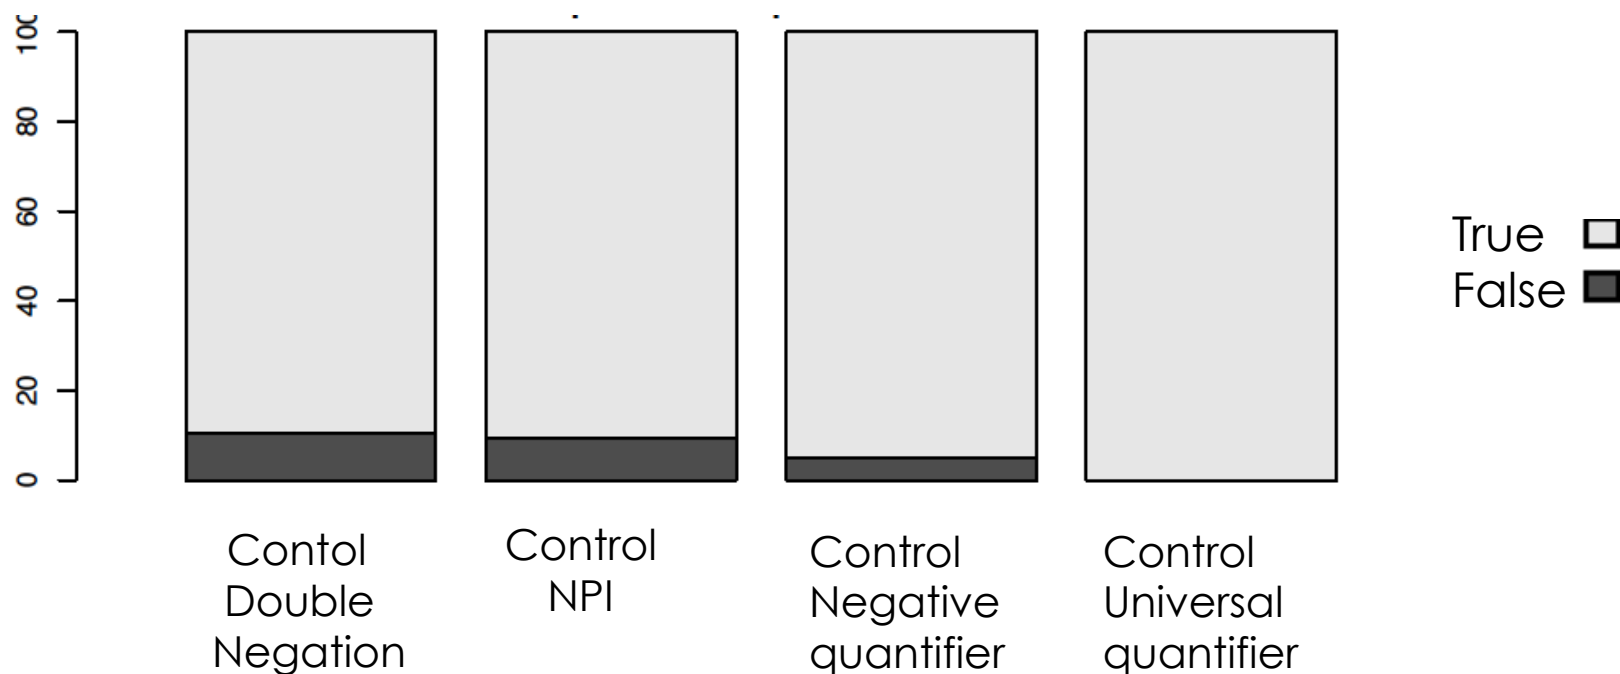 100
80
60
40
20
0
True
False
Contol
Double
Negation
Control
NPI
Control
Negative
quantifier
Control
Universal
quantifier